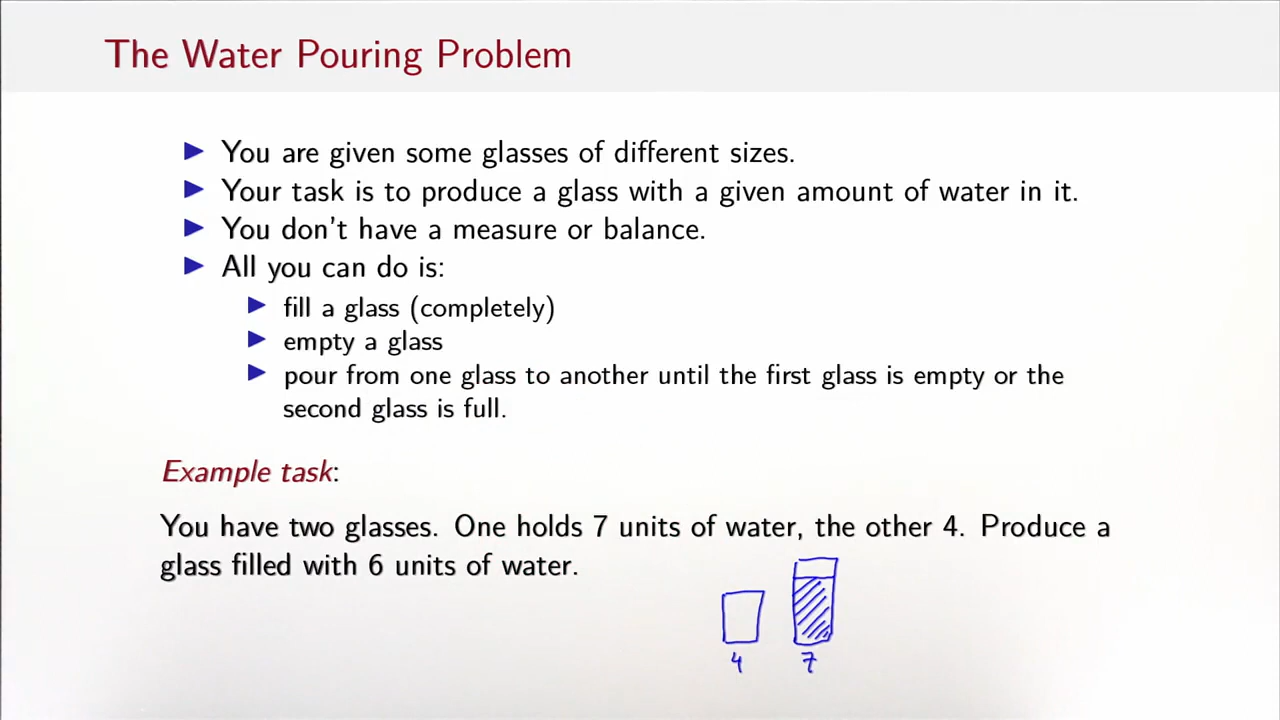 The Water Pouring Problem
You are given some glasses of different sizes.
Your task is to produce a glass with a given amount of water in it.
You don't have a measure or balance.
All you can do is:
fill a glass (completely)
empty a glass
pour from one glass to another until the first glass is empty or the
second glass is full.
Example task:
You have two glasses. One holds 7 units of water, the other 4. Produce a
glass filled with 6 units of water.
4 7